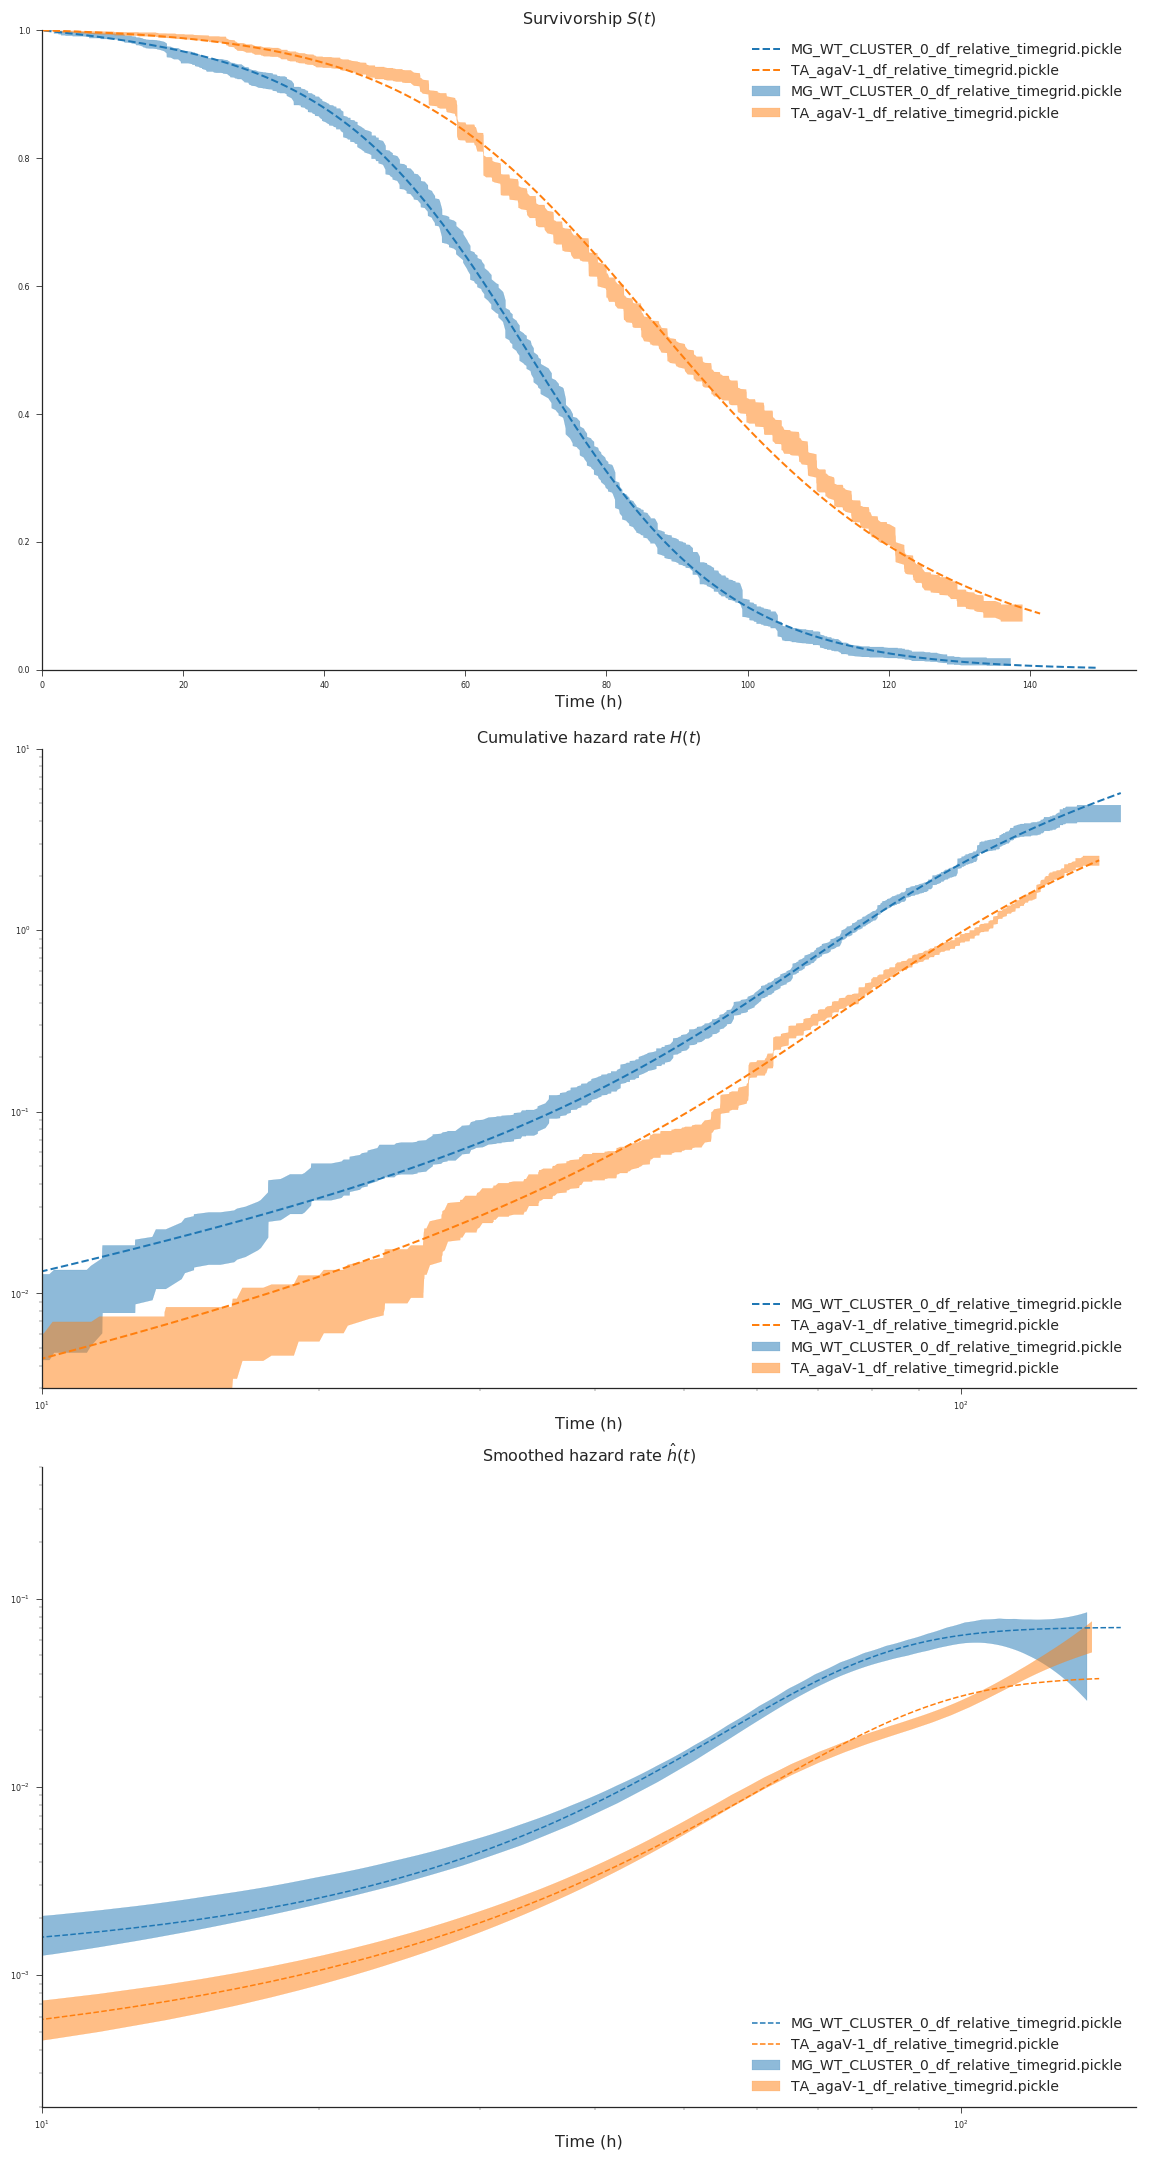 Survivorship S(t)
1.0
0.8
0.6
0.4
0.2
0.0
MG_WT_CLUSTER_0_df_relative_timegrid.pickle
TA_agaV-1_df_relative_timegrid.pickle
MG_WT_CLUSTER_0_df_relative_timegrid.pickle
TA_agaV-1_df_relative_timegrid.pickle
0 20 40 60 80 100 120 140
Time (h)
Cumulative hazard rate H(t)
10¹
10⁰
10⁻¹
10⁻²
MG_WT_CLUSTER_0_df_relative_timegrid.pickle
TA_agaV-1_df_relative_timegrid.pickle
MG_WT_CLUSTER_0_df_relative_timegrid.pickle
TA_agaV-1_df_relative_timegrid.pickle
10¹ 10²
Time (h)
Smoothed hazard rate ĥ(t)
10⁻¹
10⁻²
10⁻³
MG_WT_CLUSTER_0_df_relative_timegrid.pickle
TA_agaV-1_df_relative_timegrid.pickle
MG_WT_CLUSTER_0_df_relative_timegrid.pickle
TA_agaV-1_df_relative_timegrid.pickle
10¹ 10²
Time (h)